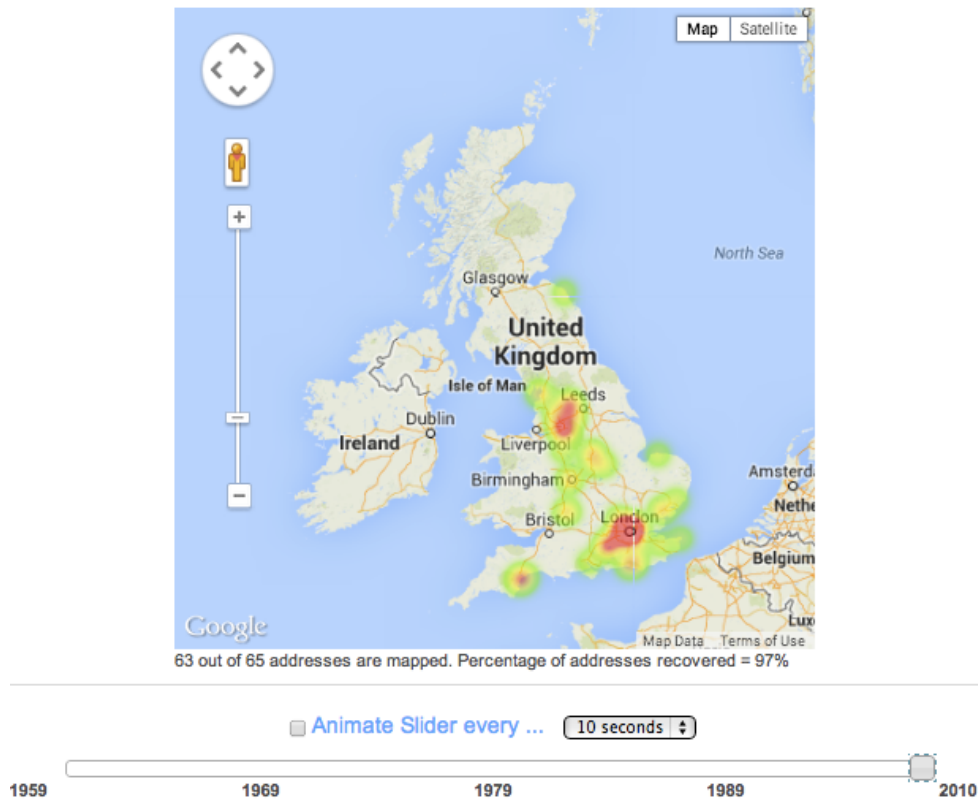 Map Satellite
North Sea
Glasgow
United
Kingdom
Isle of Man
Leeds
Dublin
Ireland
Liverpool
Birmingham
Amsterd
Nethe
Bristol
London
Belgium
Lux
Google
Map Data Terms of Use
63 out of 65 addresses are mapped. Percentage of addresses recovered = 97%
Animate Slider every ... 10 seconds
1959 1969 1979 1989 2010